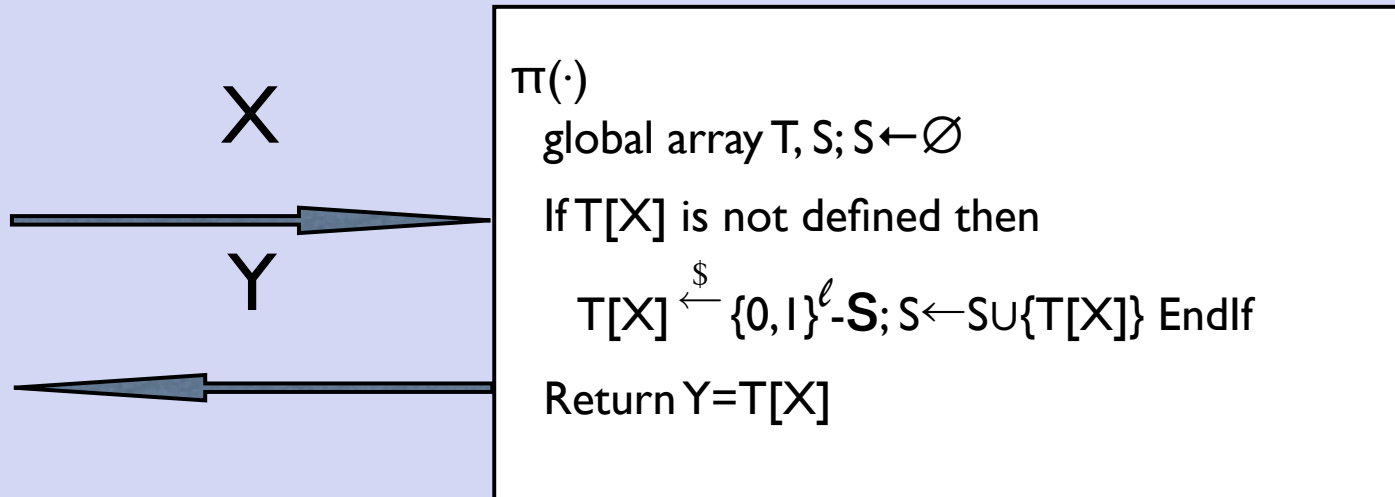 X
Y
π(·)
global array T, S; S←∅
If T[X] is not defined then
T[X] ←$ {0,1}^ℓ-S; S←S∪{T[X]} EndIf
Return Y=T[X]